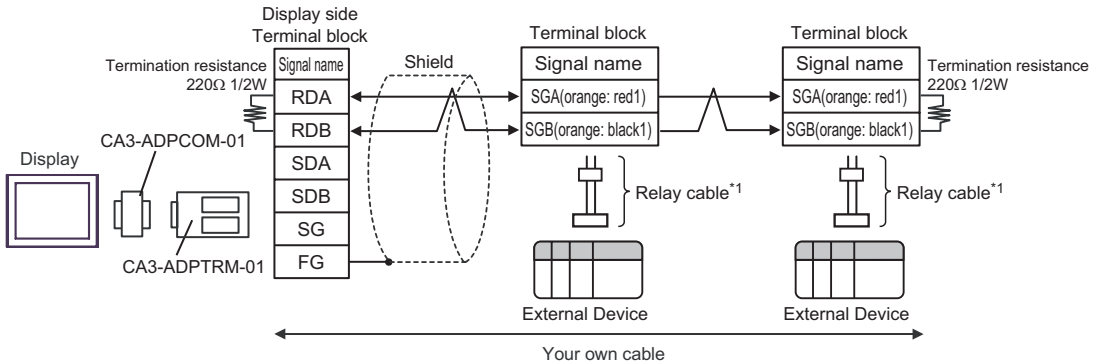 Display side
Terminal block
Terminal block
Terminal block
Termination resistance
220Ω 1/2W
Signal name
Shield
Signal name
Signal name
Termination resistance
220Ω 1/2W
RDA
SGA(orange: red1)
SGA(orange: red1)
RDB
SGB(orange: black1)
SGB(orange: black1)
CA3-ADPCOM-01
Display
SDA
SDB
Relay cable*1
Relay cable*1
SG
CA3-ADPTRM-01
FG
External Device
External Device
Your own cable